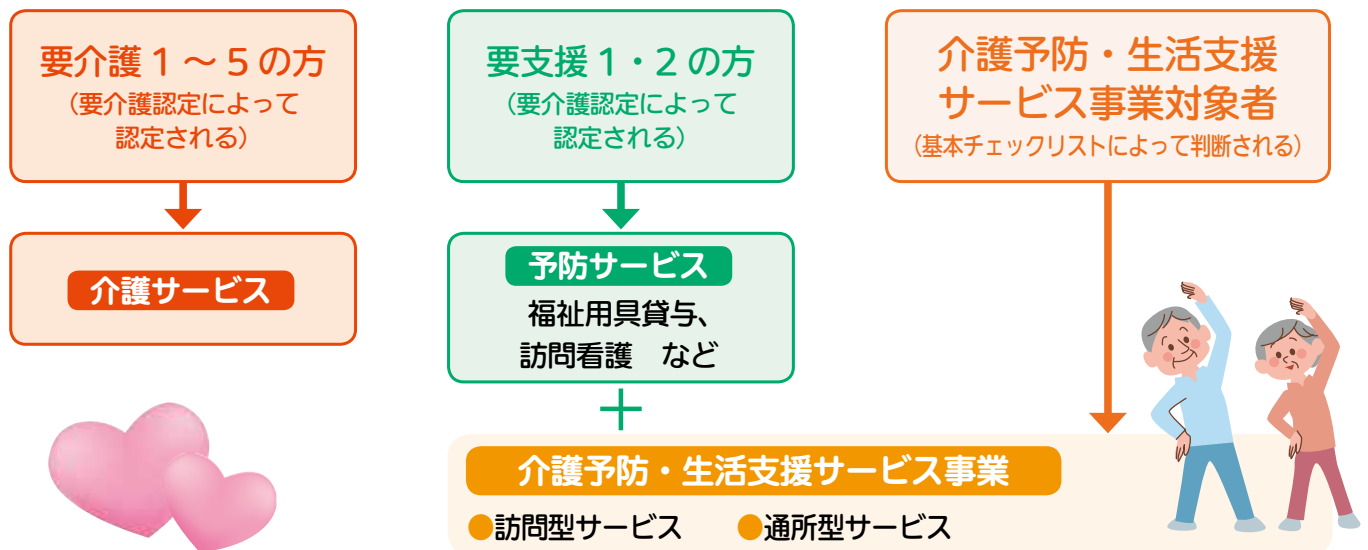 要介護1~5の方
(要介護認定によって
認定される)
介護サービス
要支援1・2の方
(要介護認定によって
認定される)
予防サービス
福祉用具貸与、
訪問看護 など
+
介護予防・生活支援
サービス事業対象者
(基本チェックリストによって判断される)
介護予防・生活支援サービス事業
●訪問型サービス ●通所型サービス